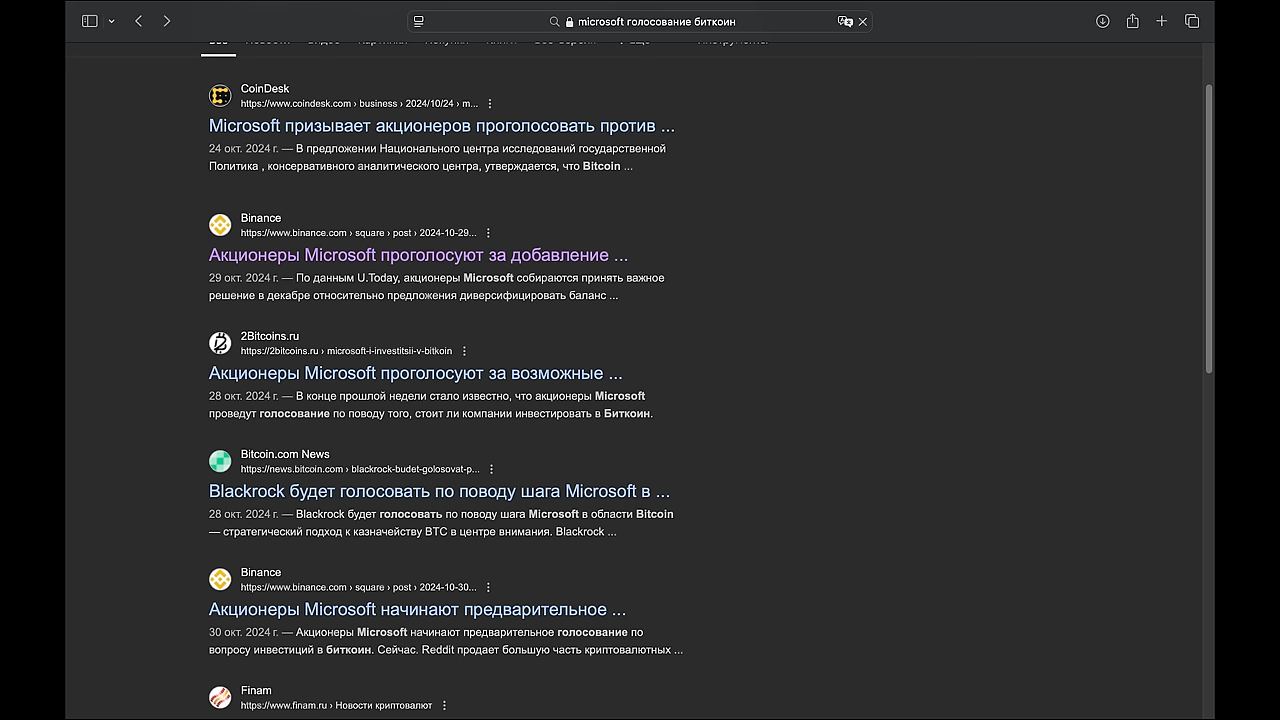 microsoft голосование биткоин
CoinDesk
https://www.coindesk.com › business › 2024/10/24 › m...
Microsoft призывает акционеров проголосовать против ...
24 окт. 2024 г. — В предложении Национального центра исследований государственной
Политика , консервативного аналитического центра, утверждается, что Bitcoin ...
Binance
https://www.binance.com › square › post › 2024-10-29...
Акционеры Microsoft проголосуют за добавление ...
29 окт. 2024 г. — По данным U.Today, акционеры Microsoft собираются принять важное
решение в декабре относительно предложения диверсифицировать баланс ...
2Bitcoins.ru
https://2bitcoins.ru › microsoft-i-investitsii-v-bitkoin
Акционеры Microsoft проголосуют за возможные ...
28 окт. 2024 г. — В конце прошлой недели стало известно, что акционеры Microsoft
проведут голосование по поводу того, стоит ли компании инвестировать в Биткоин.
Bitcoin.com News
https://news.bitcoin.com › blackrock-budet-golosovat-p...
Blackrock будет голосовать по поводу шага Microsoft в ...
28 окт. 2024 г. — Blackrock будет голосовать по поводу шага Microsoft в области Bitcoin
— стратегический подход к казначейству BTC в центре внимания. Blackrock ...
Binance
https://www.binance.com › square › post › 2024-10-30...
Акционеры Microsoft начинают предварительное ...
30 окт. 2024 г. — Акционеры Microsoft начинают предварительное голосование по
вопросу инвестиций в биткоин. Сейчас. Reddit продает большую часть криптовалютных ...
Finam
https://www.finam.ru › Новости криптовалют